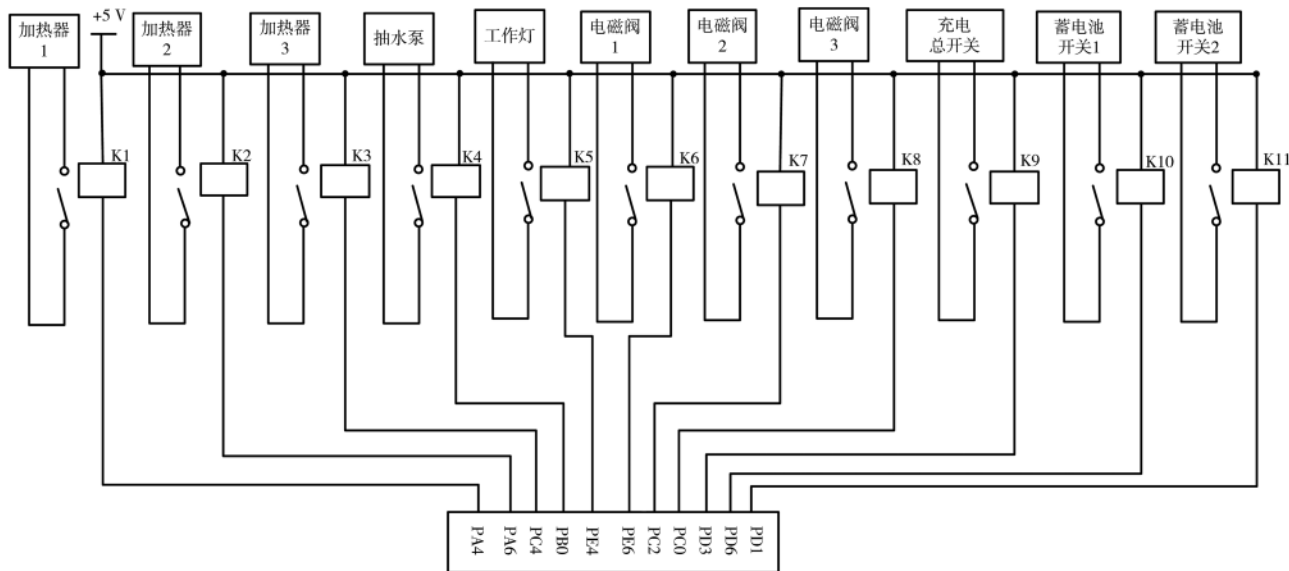 加热器
1
+5 V
加热器
2
加热器
3
抽水泵
工作灯
电磁阀
1
电磁阀
2
电磁阀
3
充电
总开关
蓄电池
开关1
蓄电池
开关2
K1
K2
K3
K4
K5
K6
K7
K8
K9
K10
K11
PA4
PA6
PC4
PB0
PE4
PE6
PC2
PC0
PD3
PD6
PD1